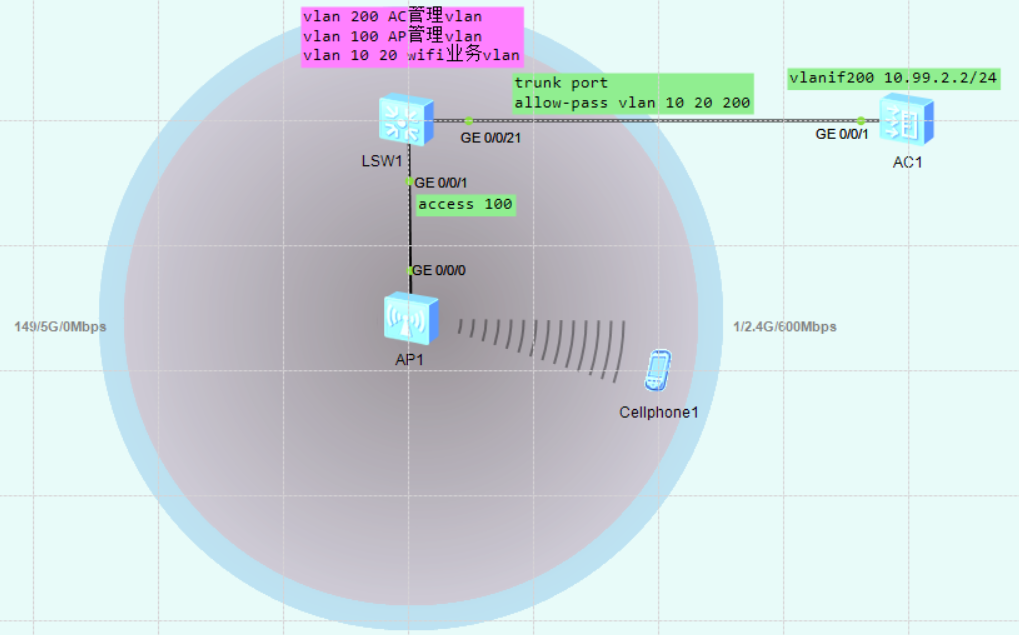 vlan 200 AC管理vlan
vlan 100 AP管理vlan
vlan 10 20 wifi业务vlan
trunk port
allow-pass vlan 10 20 200
vlanif200 10.99.2.2/24
GE 0/0/21
GE 0/0/1
LSW1
AC1
GE 0/0/1
access 100
GE 0/0/0
149/5G/0Mbps
1/2.4G/600Mbps
AP1
Cellphone1